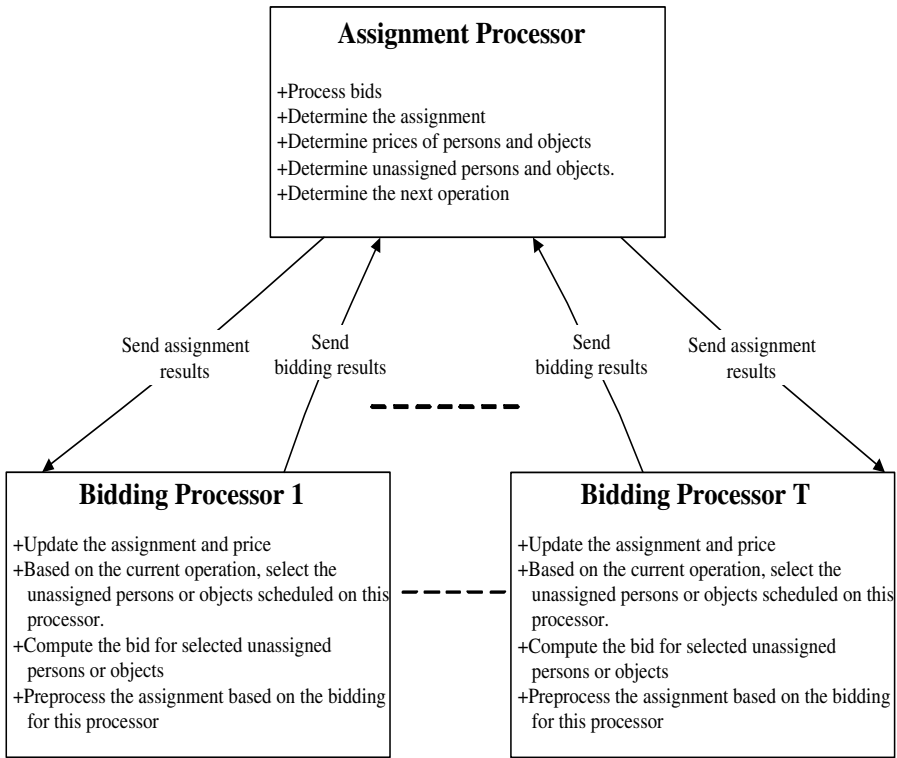 Assignment Processor
+Process bids
+Determine the assignment
+Determine prices of persons and objects
+Determine unassigned persons and objects.
+Determine the next operation
Send assignment
results
Send
bidding results
Send
bidding results
Send assignment
results
Bidding Processor 1
+Update the assignment and price
+Based on the current operation, select the
unassigned persons or objects scheduled on this
processor.
+Compute the bid for selected unassigned
persons or objects
+Preprocess the assignment based on the bidding
for this processor
Bidding Processor T
+Update the assignment and price
+Based on the current operation, select the
unassigned persons or objects scheduled on this
processor.
+Compute the bid for selected unassigned
persons or objects
+Preprocess the assignment based on the bidding
for this processor